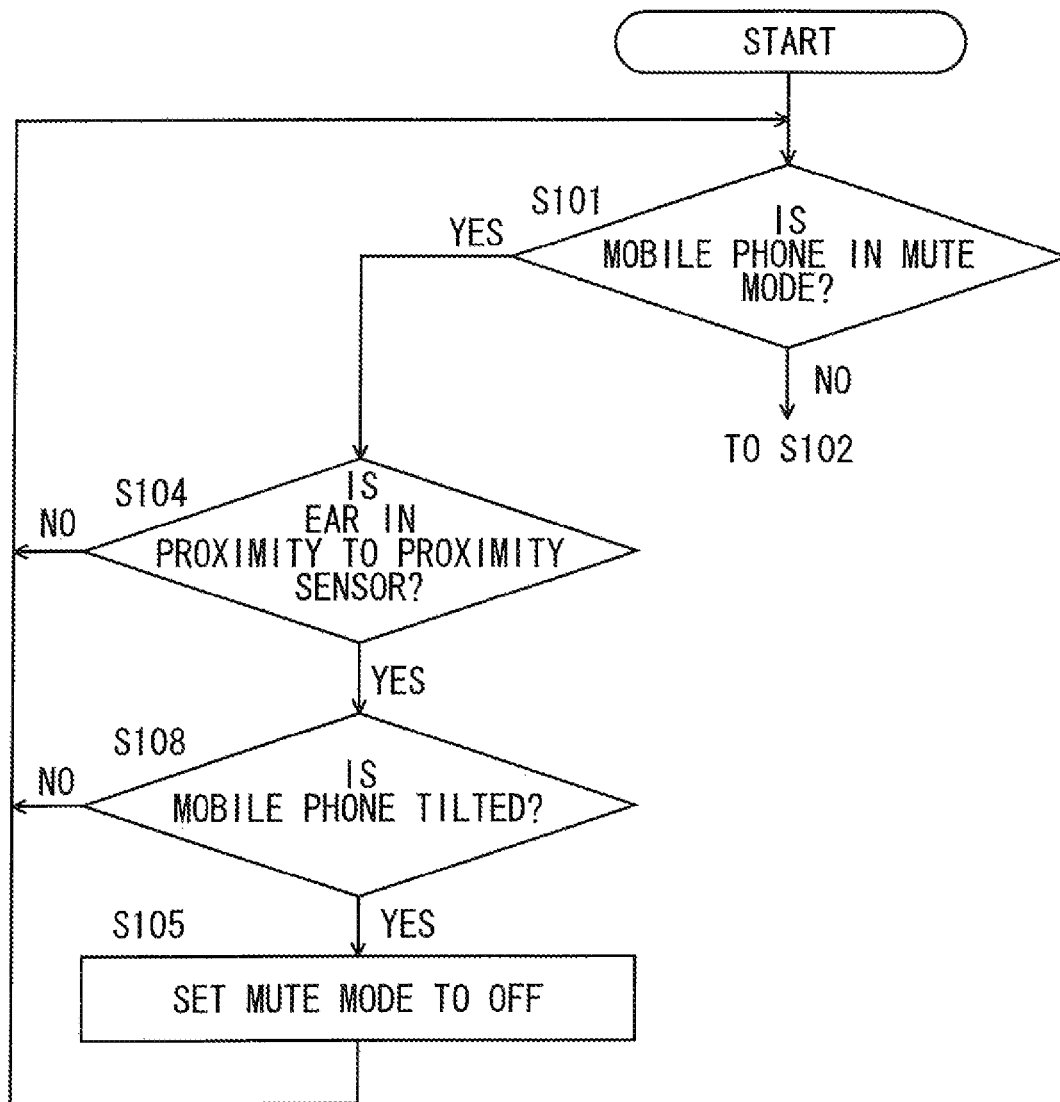 START
S101
YES
IS
MOBILE PHONE IN MUTE
MODE?
NO
TO S102
S104
NO
IS
EAR IN
PROXIMITY TO PROXIMITY
SENSOR?
YES
S108
NO
IS
MOBILE PHONE TILTED?
S105
YES
SET MUTE MODE TO OFF